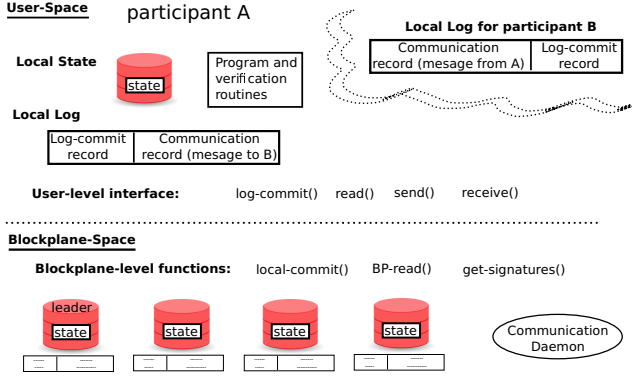 User-Space
participant A
Local Log for participant B
Communication
record (mesage from A)
Log-commit
record
Local State
state
Program and
verification
routines
Local Log
Log-commit
record
Communication
record (mesage to B)
User-level interface: log-commit() read() send() receive()
Blockplane-Space
Blockplane-level functions: local-commit() BP-read() get-signatures()
leader
state
state
state
state
Communication
Daemon